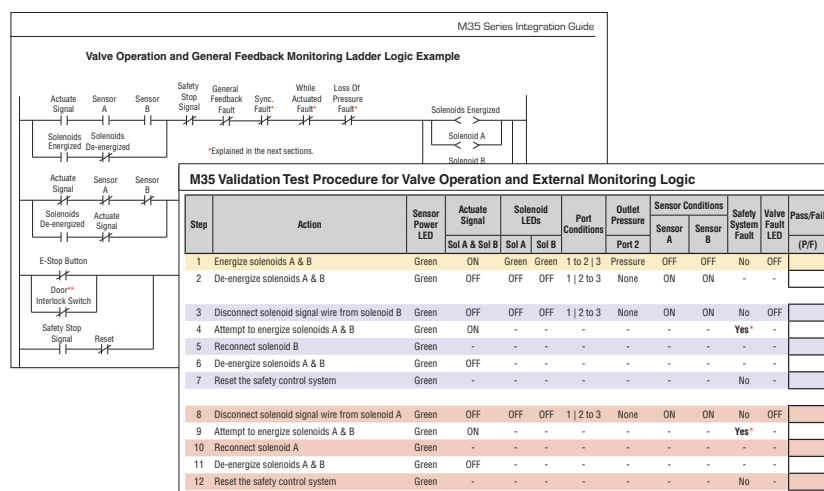 M35 Series Integration Guide
Valve Operation and General Feedback Monitoring Ladder Logic Example
Actuate Signal
Sensor A
Sensor B
Safety Stop Signal
General Feedback Fault
Sync. Fault*
While Actuated Fault*
Loss Of Pressure Fault*
Solenoids Energized
Solenoid A
Solenoid B
Solenoids Energized
Solenoids De-energized
*Explained in the next sections.
Actuate Signal
Sensor A
Sensor B
Solenoids De-energized
Actuate Signal
E-Stop Button
Door**
Interlock Switch
Safety Stop Signal
Reset
M35 Validation Test Procedure for Valve Operation and External Monitoring Logic
Step Action Sensor Power LED Actuate Signal Solenoid LEDs Port Conditions Outlet Pressure Sensor Conditions Safety System Fault Valve Fault LED Pass/Fail
Sensor A Sensor B
Sol A & Sol B Sol A Sol B Port 2 (P/F)
1 Energize solenoids A & B Green ON Green Green 1 to 2 | 3 Pressure OFF OFF No OFF
2 De-energize solenoids A & B Green OFF OFF OFF 1 | 2 to 3 None ON ON - -
3 Disconnect solenoid signal wire from solenoid B Green OFF OFF OFF 1 | 2 to 3 None ON ON No OFF
4 Attempt to energize solenoids A & B Green ON - - - - - - Yes* -
5 Reconnect solenoid B Green - - - - - - - - -
6 De-energize solenoids A & B Green OFF - - - - - - - -
7 Reset the safety control system Green - - - - - - - No -
8 Disconnect solenoid signal wire from solenoid A Green OFF OFF OFF 1 | 2 to 3 None ON ON No OFF
9 Attempt to energize solenoids A & B Green ON - - - - - - Yes* -
10 Reconnect solenoid A Green - - - - - - - - -
11 De-energize solenoids A & B Green OFF - - - - - - - -
12 Reset the safety control system Green - - - - - - - No -